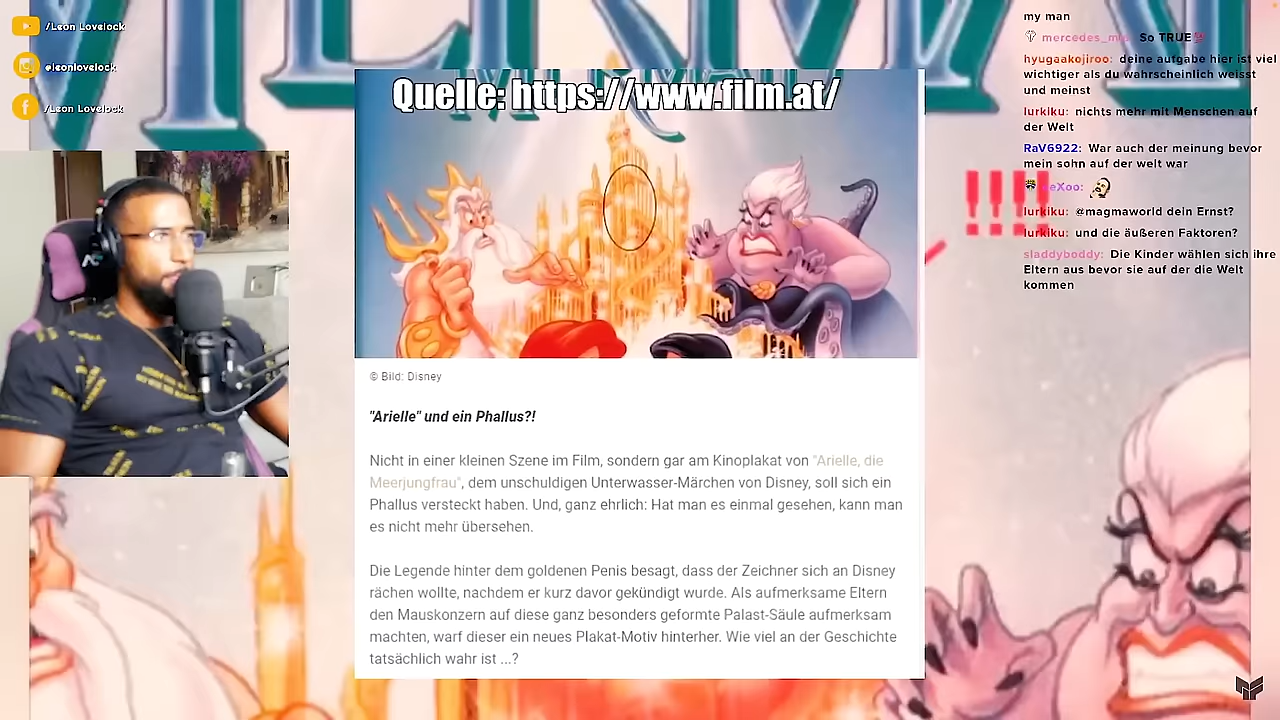 /Leon Lovelock
@leonlovelock
/Leon Lovelock
Quelle: https://www.film.at/
© Bild: Disney
"Arielle" und ein Phallus?!
Nicht in einer kleinen Szene im Film, sondern gar am Kinoplakat von "Arielle, die
Meerjungfrau", dem unschuldigen Unterwasser-Märchen von Disney, soll sich ein
Phallus versteckt haben. Und, ganz ehrlich: Hat man es einmal gesehen, kann man
es nicht mehr übersehen.
Die Legende hinter dem goldenen Penis besagt, dass der Zeichner sich an Disney
rächen wollte, nachdem er kurz davor gekündigt wurde. Als aufmerksame Eltern
den Mauskonzern auf diese ganz besonders geformte Palast-Säule aufmerksam
machten, warf dieser ein neues Plakat-Motiv hinterher. Wie viel an der Geschichte
tatsächlich wahr ist ...?
my man
So TRUE
hyugaakojiroo: deine aufgabe hier ist viel
wichtiger als du wahrscheinlich weisst
und meinst
lurkiku: nichts mehr mit Menschen auf
der Welt
RaV6922: War auch der meinung bevor
mein sohn auf der welt war
!!!!
lurkiku: @magmaworld dein Ernst?
lurkiku: und die äußeren Faktoren?
sladdyboddy: Die Kinder wählen sich ihre
Eltern aus bevor sie auf der die Welt
kommen